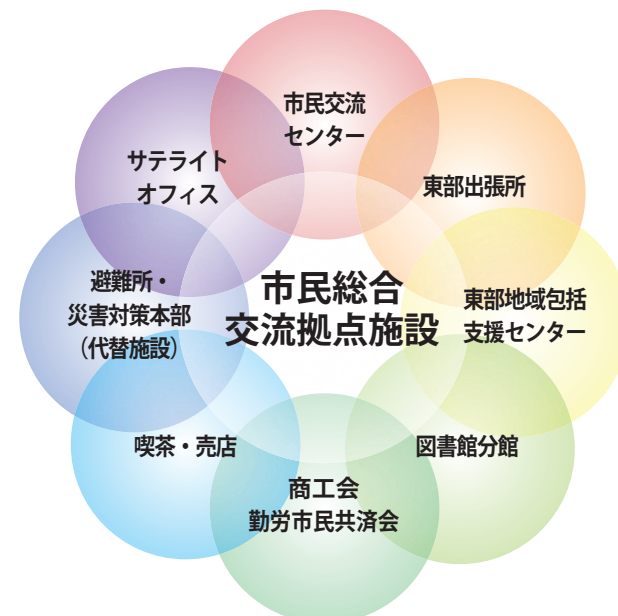 市民交流
センター
東部出張所
東部地域包括
支援センター
図書館分館
商工会
勤労市民共済会
喫茶・売店
避難所・
災害対策本部
（代替施設）
サテライト
オフィス
市民総合
交流拠点施設